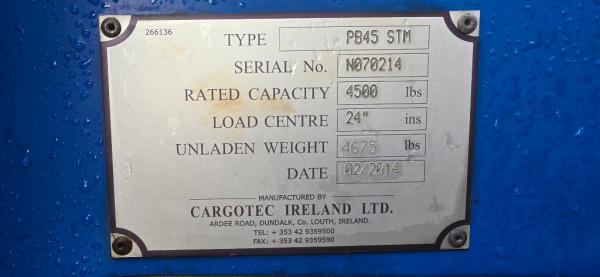 266136
TYPE PB45 STM
SERIAL No. N070214
RATED CAPACITY 4500 lbs
LOAD CENTRE 24" ins
UNLADEN WEIGHT 4675 lbs
DATE 02/2014
MANUFACTURED BY
CARGOTEC IRELAND LTD.
ARDEE ROAD, DUNDALK, Co. LOUTH, IRELAND.
TEL: + 353 42 9359500
FAX: + 353 42 9359590